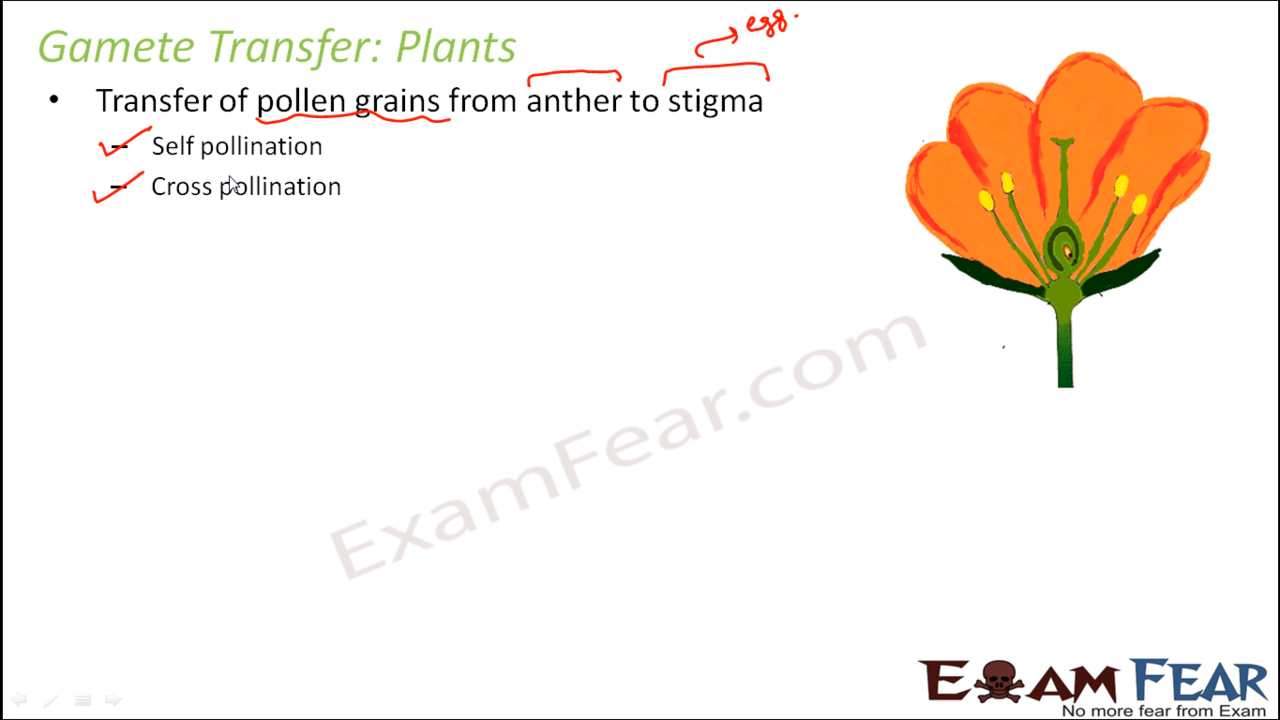 Gamete Transfer: Plants
egg.
• Transfer of pollen grains from anther to stigma
– Self pollination
– Cross pollination
ExamFear.com
EXAM FEAR
No more fear from Exam